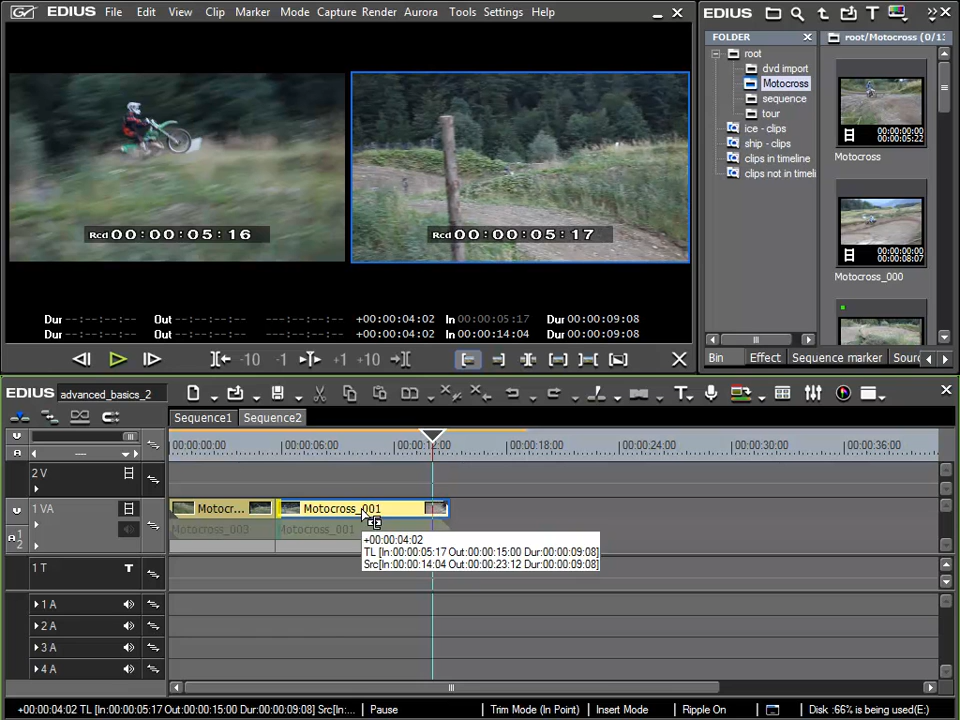 EDIUS File Edit View Clip Marker Mode Capture Render Aurora Tools Settings Help
EDIUS
FOLDER
root/Motocross (0/1
root
dvd import
Motocross
sequence
tour
ice - clips
ship - clips
clips in timeline
clips not in timeli
00:00:00:00
00:00:05:22
Motocross
00:00:00:00
00:00:08:07
Motocross_000
Rcd 00:00:05:16
Rcd 00:00:05:17
Dur --:--:--:-- Out --:--:--:-- +00:00:04:02 In 00:00:05:17 Dur 00:00:09:08
Dur --:--:--:-- Out --:--:--:-- +00:00:04:02 In 00:00:14:04 Dur 00:00:09:08
-10 -1 +1 +10
Bin Effect Sequence marker Sourc
EDIUS advanced_basics_2
Sequence1 Sequence2
00:00:00:00 00:00:06:00 00:00:12:00 00:00:18:00 00:00:24:00 00:00:30:00 00:00:36:00
2 V
1 VA
Motocr... Motocross_001
Motocross_003 Motocross_001
1
2
+00:00:04:02
TL [In:00:00:05:17 Out:00:00:15:00 Dur:00:00:09:08]
Src[In:00:00:14:04 Out:00:00:23:12 Dur:00:00:09:08]
1 T T
1 A
2 A
3 A
4 A
+00:00:04:02 TL [In:00:00:05:17 Out:00:00:15:00 Dur:00:00:09:08] Src[In:... Pause Trim Mode (In Point) Insert Mode Ripple On Disk :66% is being used(E:)